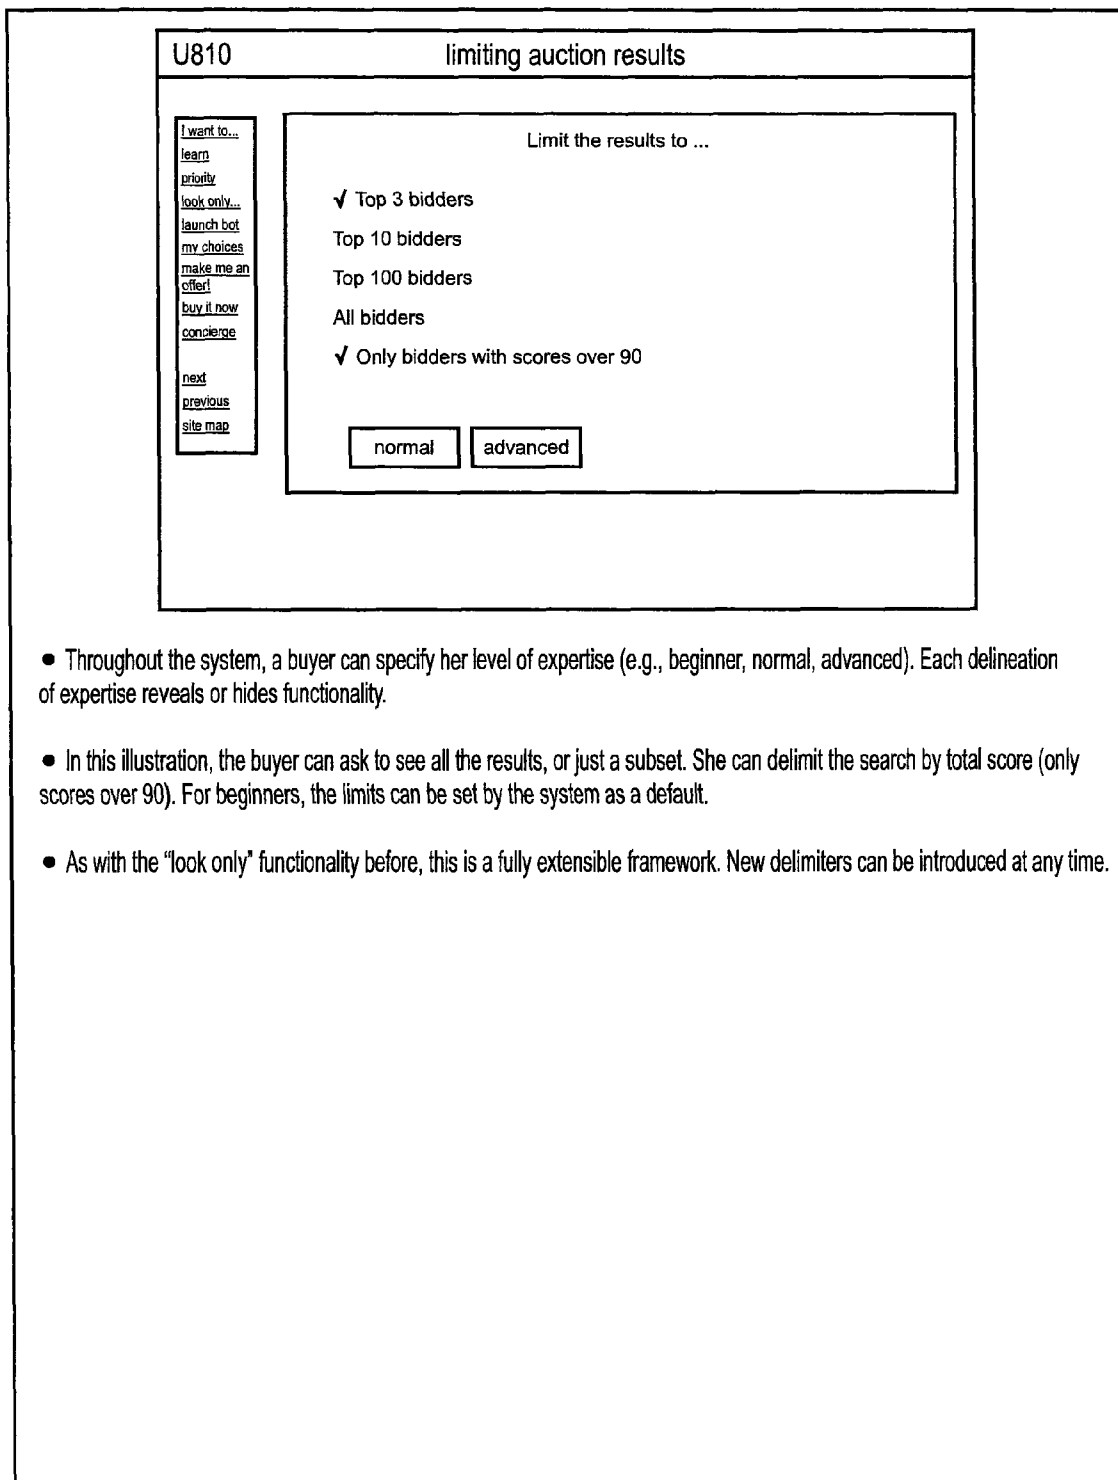 U810 limiting auction results
I want to...
learn
priority
look only...
launch bot
my choices
make me an
offer!
buy it now
concierge
next
previous
site map
Limit the results to ...
√ Top 3 bidders
Top 10 bidders
Top 100 bidders
All bidders
√ Only bidders with scores over 90
normal advanced
● Throughout the system, a buyer can specify her level of expertise (e.g., beginner, normal, advanced). Each delineation
of expertise reveals or hides functionality.
● In this illustration, the buyer can ask to see all the results, or just a subset. She can delimit the search by total score (only
scores over 90). For beginners, the limits can be set by the system as a default.
● As with the “look only” functionality before, this is a fully extensible framework. New delimiters can be introduced at any time.